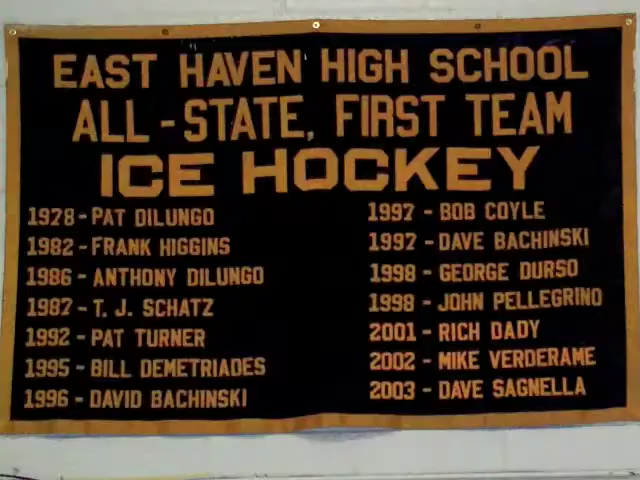 EAST HAVEN HIGH SCHOOL
ALL-STATE, FIRST TEAM
ICE HOCKEY
1978-PAT DILUNGO
1982-FRANK HIGGINS
1986-ANTHONY DILUNGO
1987-T. J. SCHATZ
1992-PAT TURNER
1995-BILL DEMETRIADES
1996-DAVID BACHINSKI
1997-BOB COYLE
1997-DAVE BACHINSKI
1998-GEORGE DURSO
1998-JOHN PELLEGRINO
2001-RICH DADY
2002-MIKE VERDERAME
2003-DAVE SAGNELLA